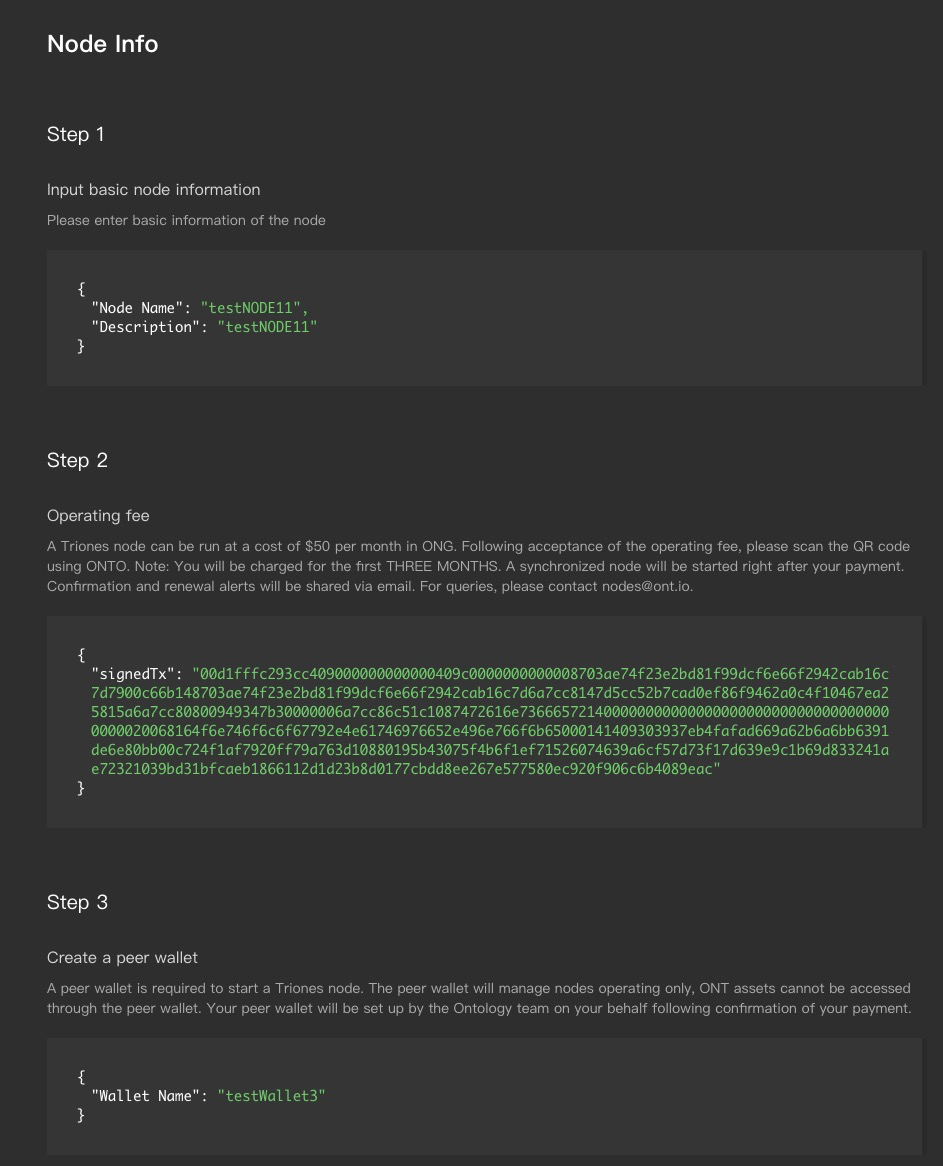 Node Info
Step 1
Input basic node information
Please enter basic information of the node
{
"Node Name": "testNODE11",
"Description": "testNODE11"
}
Step 2
Operating fee
A Triones node can be run at a cost of $50 per month in ONG. Following acceptance of the operating fee, please scan the QR code
using ONTO. Note: You will be charged for the first THREE MONTHS. A synchronized node will be started right after your payment.
Confirmation and renewal alerts will be shared via email. For queries, please contact nodes@ont.io.
{
"signedTx": "00d1fffc293cc409000000000000409c0000000000008703ae74f23e2bd81f99dcf6e66f2942cab16c
7d7900c66b148703ae74f23e2bd81f99dcf6e66f2942cab16c7d6a7cc8147d5cc52b7cad0ef86f9462a0c4f10467ea2
5815a6a7cc80800949347b30000006a7cc86c51c1087472616e736665721400000000000000000000000000000000
0000020068164f6e746f6c6f67792e4e61746976652e496e766f6b65000141409303937eb4fafad669a62b6a6bb6391
de6e80bb00c724f1af7920ff79a763d10880195b43075f4b6f1ef71526074639a6cf57d73f17d639e9c1b69d833241a
e72321039bd31bfcaeb1866112d1d23b8d0177cbdd8ee267e577580ec920f906c6b4089eac"
}
Step 3
Create a peer wallet
A peer wallet is required to start a Triones node. The peer wallet will manage nodes operating only, ONT assets cannot be accessed
through the peer wallet. Your peer wallet will be set up by the Ontology team on your behalf following confirmation of your payment.
{
"Wallet Name": "testWallet3"
}